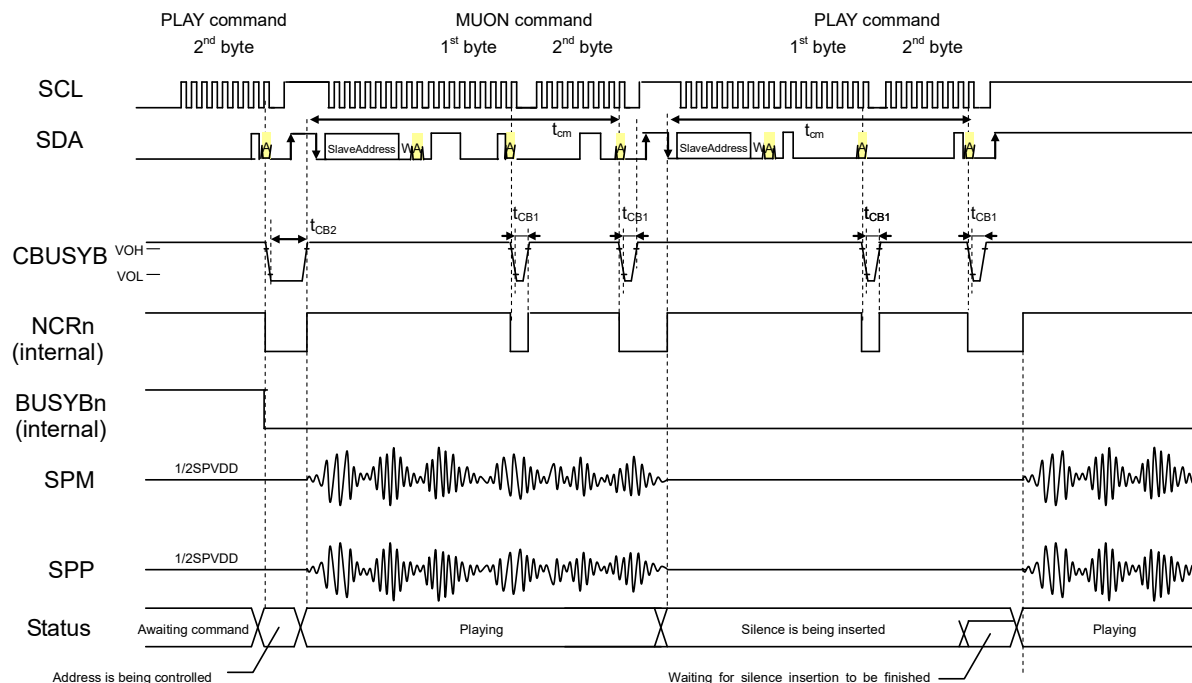 PLAY command
2nd byte
MUON command
1st byte
2nd byte
PLAY command
1st byte
2nd byte
SCL
tcm
tcm
SDA
A
SlaveAddress
W
A
A
A
SlaveAddress
W
A
A
A
tCB2
tCB1
tCB1
tCB1
tCB1
CBUSYB
VOH
VOL
NCRn
(internal)
BUSYBn
(internal)
SPM
1/2SPVDD
SPP
1/2SPVDD
Status
Awaiting command
Playing
Silence is being inserted
Playing
Address is being controlled
Waiting for silence insertion to be finished